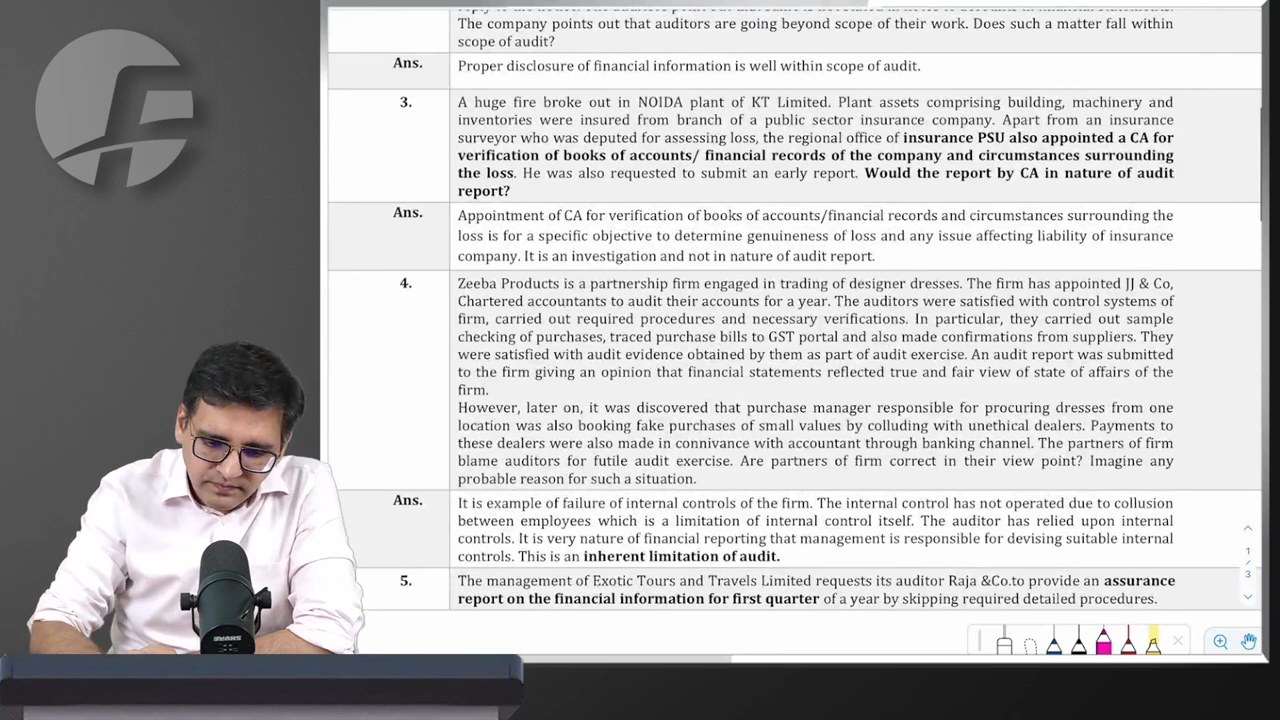 The company points out that auditors are going beyond scope of their work. Does such a matter fall within
scope of audit?
Ans. Proper disclosure of financial information is well within scope of audit.
3. A huge fire broke out in NOIDA plant of KT Limited. Plant assets comprising building, machinery and
inventories were insured from branch of a public sector insurance company. Apart from an insurance
surveyor who was deputed for assessing loss, the regional office of insurance PSU also appointed a CA for
verification of books of accounts/ financial records of the company and circumstances surrounding
the loss. He was also requested to submit an early report. Would the report by CA in nature of audit
report?
Ans. Appointment of CA for verification of books of accounts/financial records and circumstances surrounding the
loss is for a specific objective to determine genuineness of loss and any issue affecting liability of insurance
company. It is an investigation and not in nature of audit report.
4. Zeeba Products is a partnership firm engaged in trading of designer dresses. The firm has appointed JJ & Co,
Chartered accountants to audit their accounts for a year. The auditors were satisfied with control systems of
firm, carried out required procedures and necessary verifications. In particular, they carried out sample
checking of purchases, traced purchase bills to GST portal and also made confirmations from suppliers. They
were satisfied with audit evidence obtained by them as part of audit exercise. An audit report was submitted
to the firm giving an opinion that financial statements reflected true and fair view of state of affairs of the
firm.
However, later on, it was discovered that purchase manager responsible for procuring dresses from one
location was also booking fake purchases of small values by colluding with unethical dealers. Payments to
these dealers were also made in connivance with accountant through banking channel. The partners of firm
blame auditors for futile audit exercise. Are partners of firm correct in their view point? Imagine any
probable reason for such a situation.
Ans. It is example of failure of internal controls of the firm. The internal control has not operated due to collusion
between employees which is a limitation of internal control itself. The auditor has relied upon internal
controls. It is very nature of financial reporting that management is responsible for devising suitable internal
controls. This is an inherent limitation of audit.
5. The management of Exotic Tours and Travels Limited requests its auditor Raja &Co.to provide an assurance
report on the financial information for first quarter of a year by skipping required detailed procedures.
1
3
SHURE